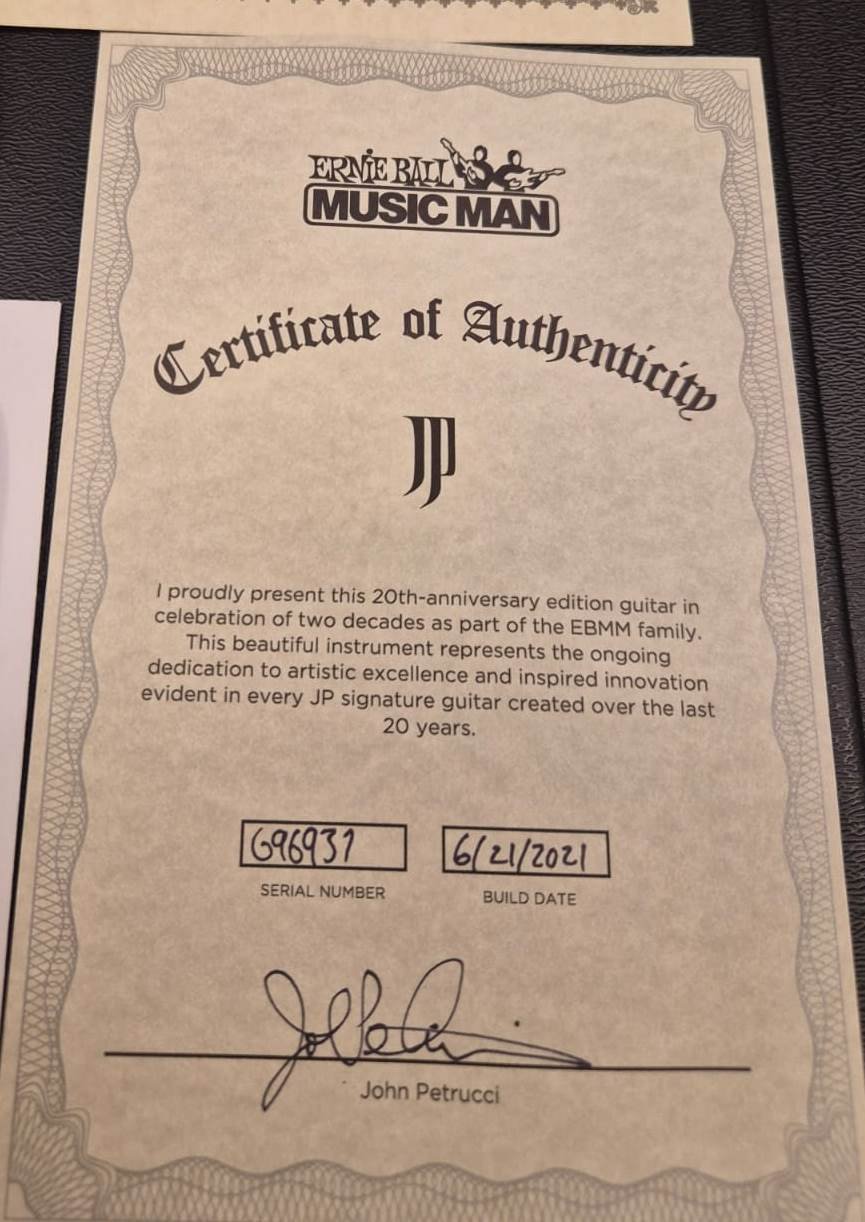 ERNIE BALL
MUSIC MAN
Certificate of Authenticity
JP
I proudly present this 20th-anniversary edition guitar in
celebration of two decades as part of the EBMM family.
This beautiful instrument represents the ongoing
dedication to artistic excellence and inspired innovation
evident in every JP signature guitar created over the last
20 years.
G96937 6/21/2021
SERIAL NUMBER BUILD DATE
John Petrucci